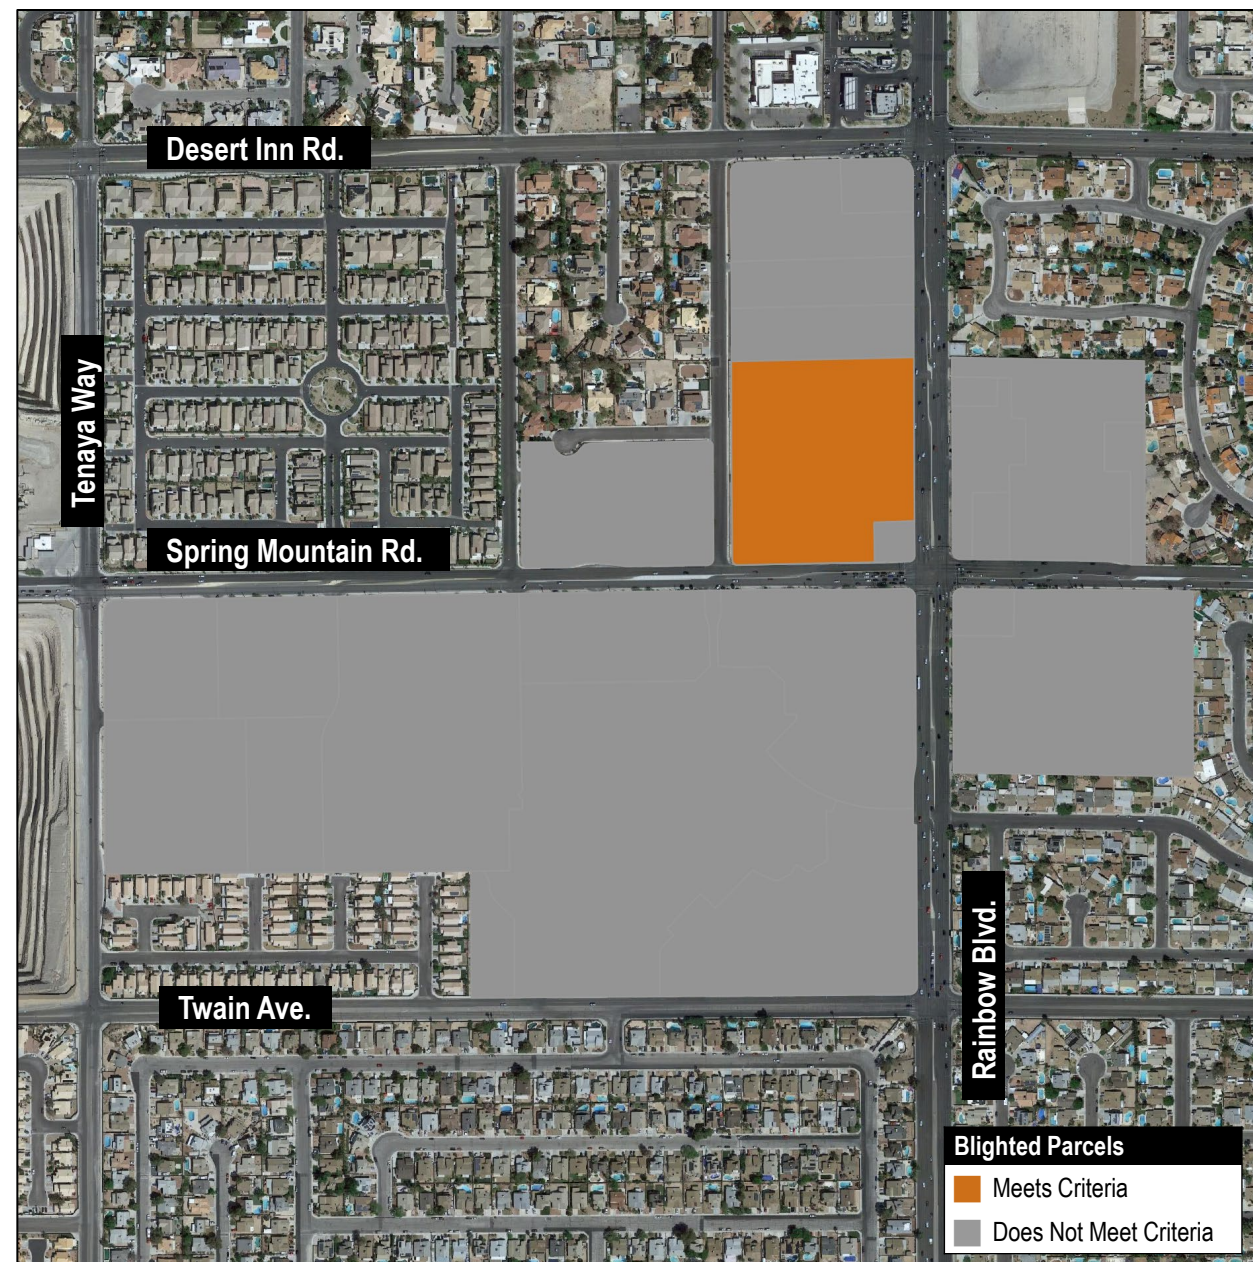 Desert Inn Rd.
Tenaya Way
Spring Mountain Rd.
Twain Ave.
Rainbow Blvd.
Blighted Parcels
Meets Criteria
Does Not Meet Criteria